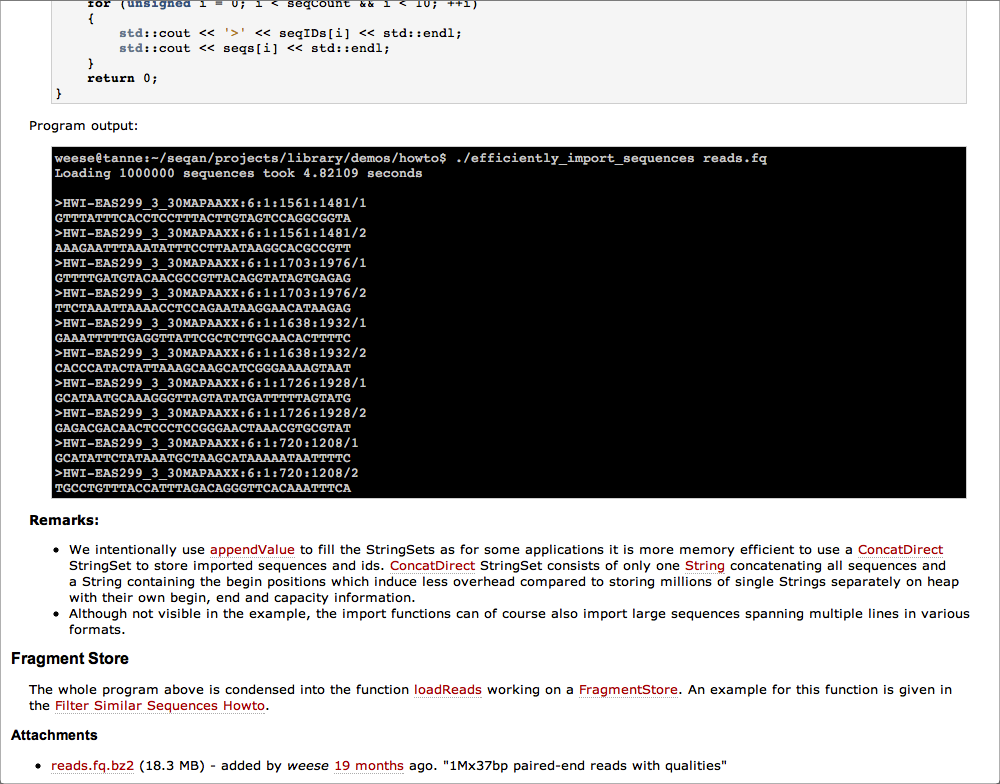 for (unsigned i = 0; i < seqCount && i < 10; ++i)
{
std::cout << '>' << seqIDs[i] << std::endl;
std::cout << seqs[i] << std::endl;
}
return 0;
}
Program output:
weese@tanne:~/seqan/projects/library/demos/howto$ ./efficiently_import_sequences reads.fq
Loading 1000000 sequences took 4.82109 seconds
>HWI-EAS299_3_30MAPAAXX:6:1:1561:1481/1
GTTTATTTCACCTCCTTTACTTGTAGTCCAGGCGGTA
>HWI-EAS299_3_30MAPAAXX:6:1:1561:1481/2
AAAGAATTTAAATATTTCCTTAATAAGGCACGCCGTT
>HWI-EAS299_3_30MAPAAXX:6:1:1703:1976/1
GTTTTGATGTACAACGCCGTTACAGGTATAGTGAGAG
>HWI-EAS299_3_30MAPAAXX:6:1:1703:1976/2
TTCTAAATTAAAACCTCCAGAATAAGGAACATAAGAG
>HWI-EAS299_3_30MAPAAXX:6:1:1638:1932/1
GAAATTTTTGAGGTTATTCGCTCTTGCAACACTTTTC
>HWI-EAS299_3_30MAPAAXX:6:1:1638:1932/2
CACCCATACTATTAAAGCAAGCATCGGGAAAAGTAAT
>HWI-EAS299_3_30MAPAAXX:6:1:1726:1928/1
GCATAATGCAAAGGGTTAGTATATGATTTTTAGTATG
>HWI-EAS299_3_30MAPAAXX:6:1:1726:1928/2
GAGACGACAACTCCCTCCGGGAACTAAACGTGCGTAT
>HWI-EAS299_3_30MAPAAXX:6:1:720:1208/1
GCATATTCTATAAATGCTAAGCATAAAAATAATTTTC
>HWI-EAS299_3_30MAPAAXX:6:1:720:1208/2
TGCCTGTTTACCATTTAGACAGGGTTCACAAATTTCA
Remarks:
• We intentionally use appendValue to fill the StringSets as for some applications it is more memory efficient to use a ConcatDirect
StringSet to store imported sequences and ids. ConcatDirect StringSet consists of only one String concatenating all sequences and
a String containing the begin positions which induce less overhead compared to storing millions of single Strings separately on heap
with their own begin, end and capacity information.
• Although not visible in the example, the import functions can of course also import large sequences spanning multiple lines in various
formats.
Fragment Store
The whole program above is condensed into the function loadReads working on a FragmentStore. An example for this function is given in
the Filter Similar Sequences Howto.
Attachments
• reads.fq.bz2 (18.3 MB) - added by weese 19 months ago. "1Mx37bp paired-end reads with qualities"